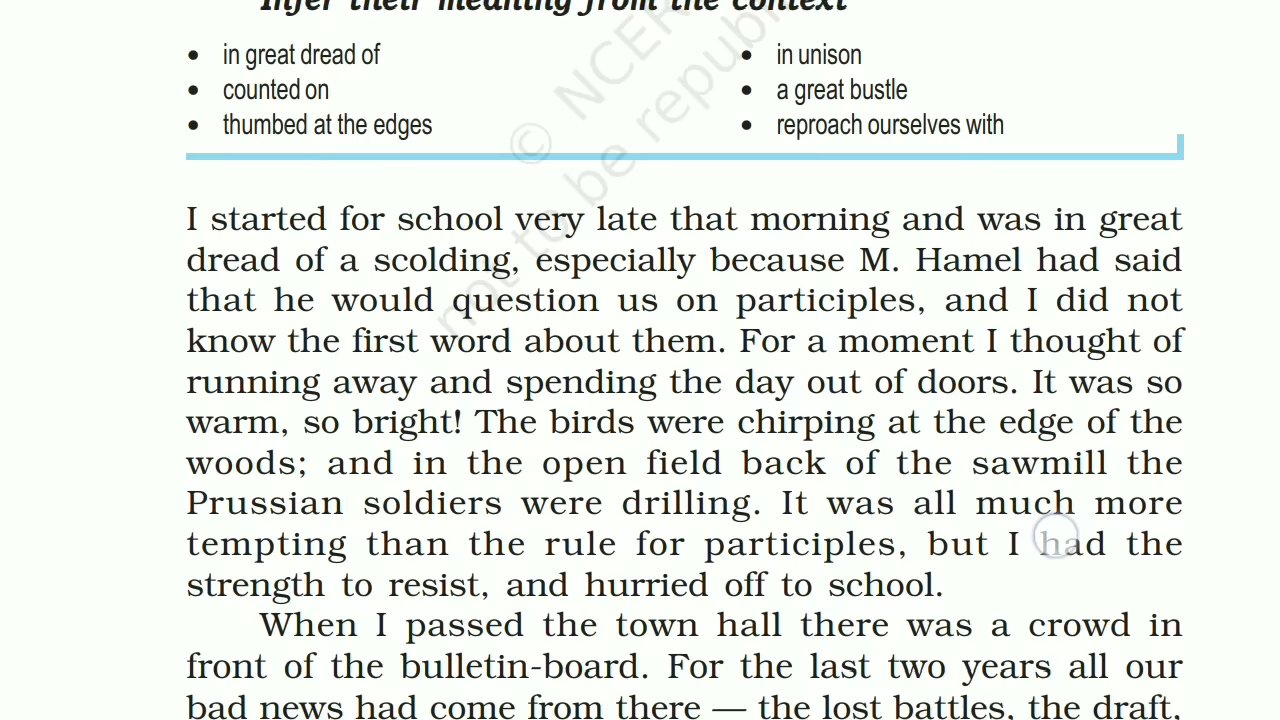 Infer their meaning from the context
• in great dread of
• counted on
• thumbed at the edges
• in unison
• a great bustle
• reproach ourselves with
I started for school very late that morning and was in great
dread of a scolding, especially because M. Hamel had said
that he would question us on participles, and I did not
know the first word about them. For a moment I thought of
running away and spending the day out of doors. It was so
warm, so bright! The birds were chirping at the edge of the
woods; and in the open field back of the sawmill the
Prussian soldiers were drilling. It was all much more
tempting than the rule for participles, but I had the
strength to resist, and hurried off to school.
When I passed the town hall there was a crowd in
front of the bulletin-board. For the last two years all our
bad news had come from there — the lost battles, the draft,
© NCER
not to be republi